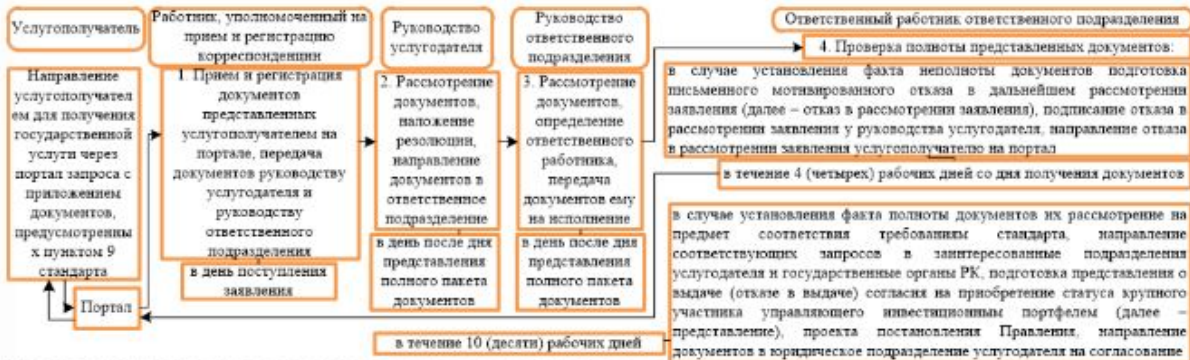 Услугополучатель
Работник, уполномоченный на
прием и регистрацию
корреспонденции
Руководство
услугодателя
Руководство
ответственного
подразделения
Ответственный работник ответственного подразделения
Направление
услугополучател
ем для получения
государственной
услуги через
портал запроса с
приложением
документов,
предусмотренны
х пунктом 9
стандарта
Портал
1. Прием и регистрация
документов
представленных
услугополучателем на
портале, передача
документов руководству
услугодателя и
руководству
ответственного
подразделения
в день поступления
заявления
2. Рассмотрение
документов,
наложение
резолюции,
направление
документов в
ответственное
подразделение
в день после дня
представления
полного пакета
документов
3. Рассмотрение
документов,
определение
ответственного
работника,
передача
документов ему
на исполнение
в день после дня
представления
полного пакета
документов
4. Проверка полноты представленных документов:
в случае установления факта неполноты документов подготовка
письменного мотивированного отказа в дальнейшем рассмотрении
заявления (далее – отказ в рассмотрении заявления), подписание отказа в
рассмотрении заявления у руководства услугодателя, направление отказа
в рассмотрении заявления услугополучателю на портал
в течение 4 (четырех) рабочих дней со дня получения документов
в случае установления факта полноты документов их рассмотрение на
предмет соответствия требованиям стандарта, направление
соответствующих запросов в заинтересованные подразделения
услугодателя и государственные органы РК, подготовка представления о
выдаче (отказе в выдаче) согласия на приобретение статуса крупного
участника управляющего инвестиционным портфелем (далее –
представление), проекта постановления Правления, направление
документов в юридическое подразделение услугодателя на согласование
в течение 10 (десяти) рабочих дней